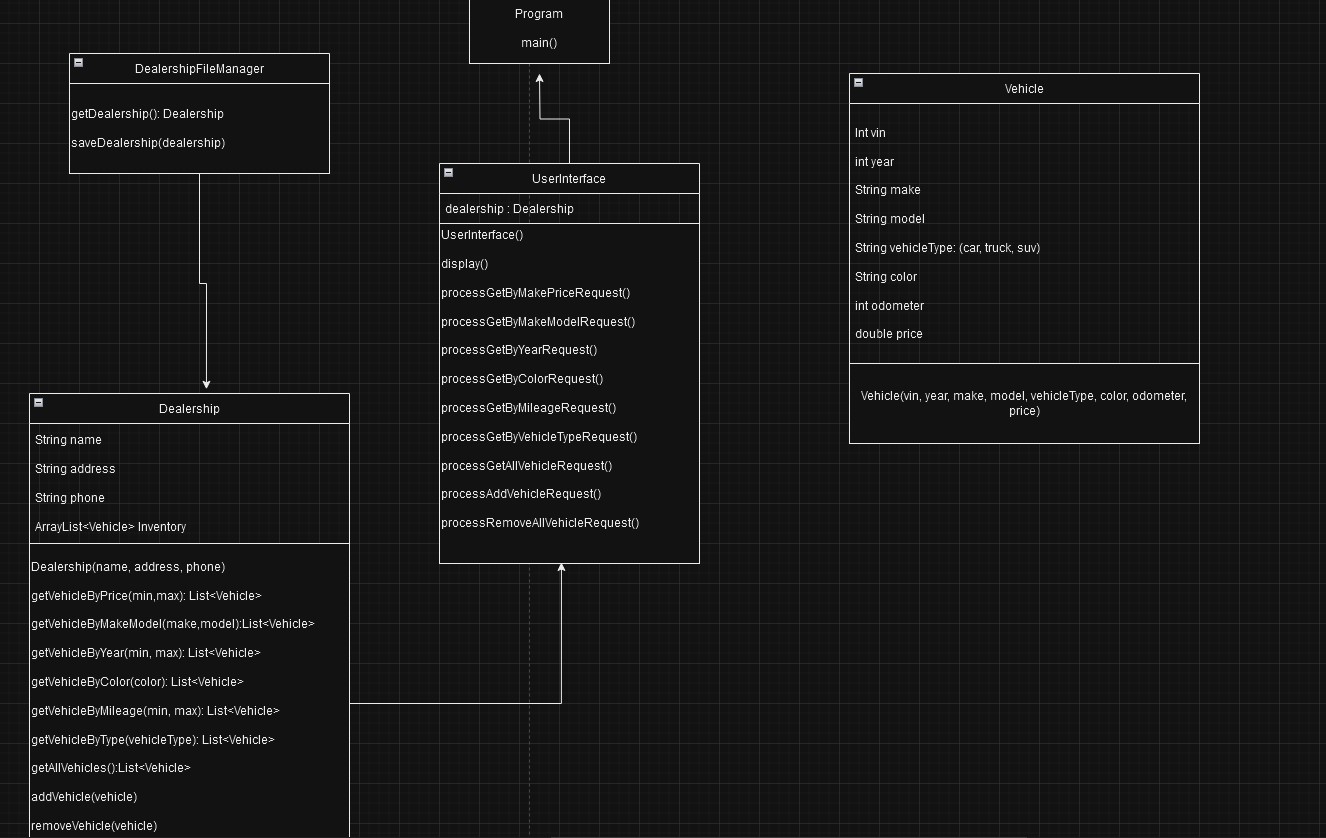 Program
main()
DealershipFileManager
getDealership(): Dealership
saveDealership(dealership)
Vehicle
Int vin
int year
String make
String model
String vehicleType: (car, truck, suv)
String color
int odometer
double price
Vehicle(vin, year, make, model, vehicleType, color, odometer,
price)
UserInterface
dealership : Dealership
UserInterface()
display()
processGetByMakePriceRequest()
processGetByMakeModelRequest()
processGetByYearRequest()
processGetByColorRequest()
processGetByMileageRequest()
processGetByVehicleTypeRequest()
processGetAllVehicleRequest()
processAddVehicleRequest()
processRemoveAllVehicleRequest()
Dealership
String name
String address
String phone
ArrayList<Vehicle> Inventory
Dealership(name, address, phone)
getVehicleByPrice(min,max): List<Vehicle>
getVehicleByMakeModel(make,model):List<Vehicle>
getVehicleByYear(min, max): List<Vehicle>
getVehicleByColor(color): List<Vehicle>
getVehicleByMileage(min, max): List<Vehicle>
getVehicleByType(vehicleType): List<Vehicle>
getAllVehicles():List<Vehicle>
addVehicle(vehicle)
removeVehicle(vehicle)